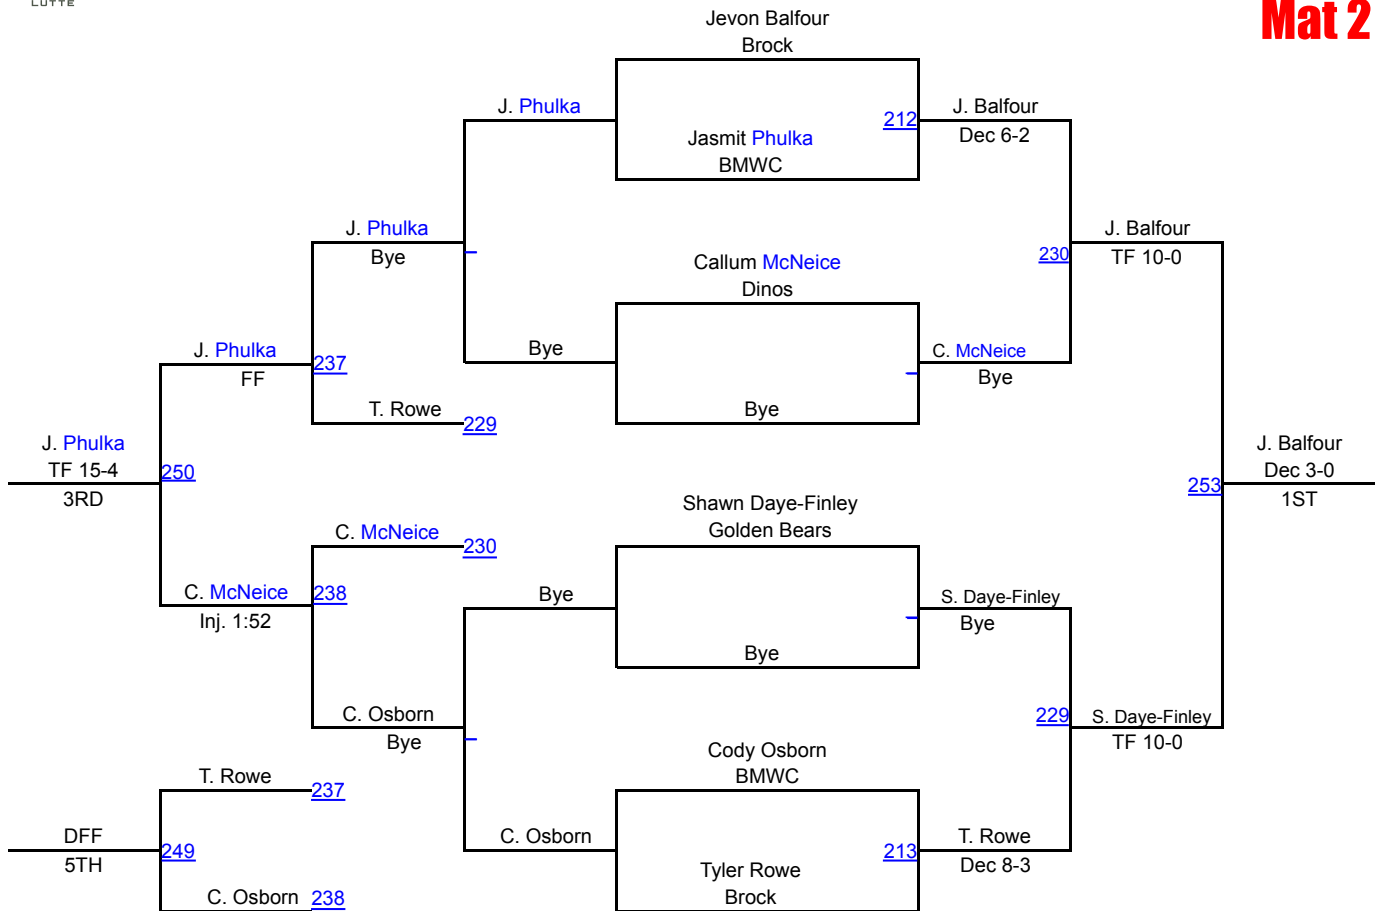 LUTTE
Mat 2
Jevon Balfour
Brock
J. Phulka
212
J. Balfour
Dec 6-2
Jasmit Phulka
BMWC
J. Phulka
Bye
Callum McNeice
Dinos
230
J. Balfour
TF 10-0
J. Phulka
FF
237
Bye
C. McNeice
Bye
T. Rowe
229
Bye
J. Phulka
TF 15-4
3RD
250
J. Balfour
Dec 3-0
1ST
253
Shawn Daye-Finley
Golden Bears
C. McNeice
230
C. McNeice
Inj. 1:52
238
Bye
S. Daye-Finley
Bye
Bye
C. Osborn
Bye
229
S. Daye-Finley
TF 10-0
Cody Osborn
BMWC
T. Rowe
237
DFF
5TH
249
C. Osborn
213
T. Rowe
Dec 8-3
Tyler Rowe
Brock
C. Osborn
238